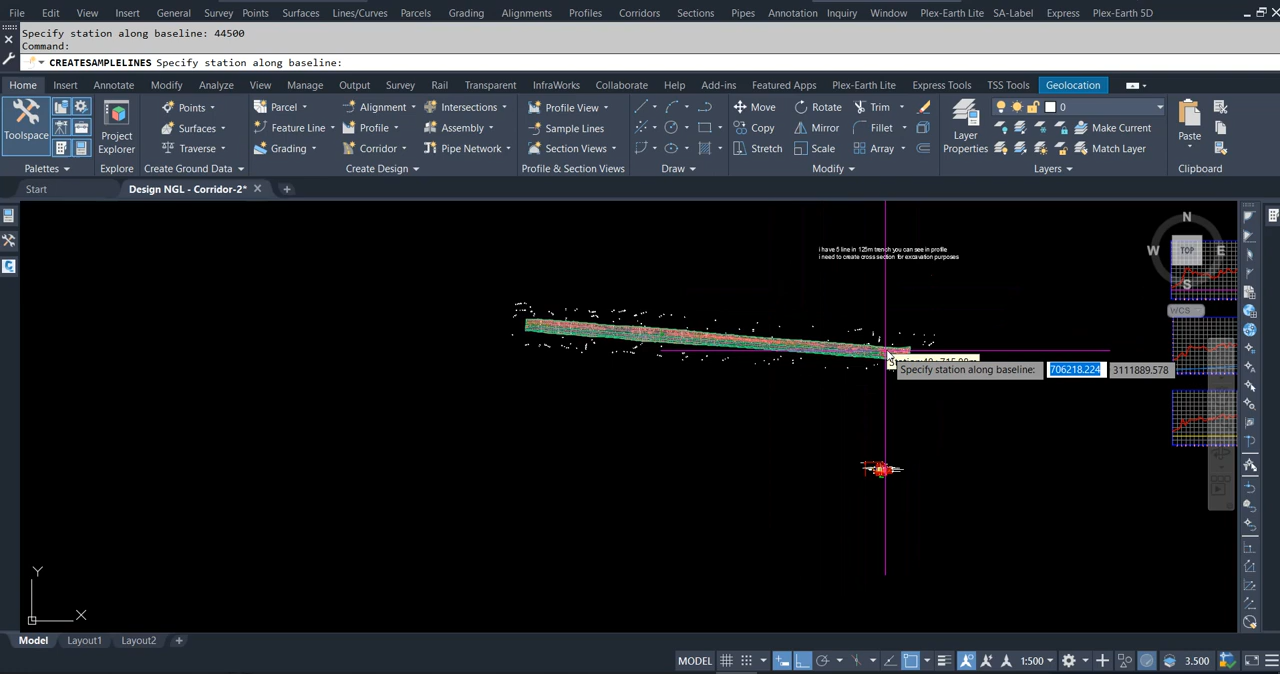 File Edit View Insert General Survey Points Surfaces Lines/Curves Parcels Grading Alignments Profiles Corridors Sections Pipes Annotation Inquiry Window Plex-Earth Lite SA-Label Express Plex-Earth 5D
Specify station along baseline: 44500
Command:
CREATESAMPLELINES Specify station along baseline:
Home Insert Annotate Modify Analyze View Manage Output Survey Rail Transparent InfraWorks Collaborate Help Add-ins Featured Apps Plex-Earth Lite Express Tools TSS Tools Geolocation
Points Parcel Alignment Intersections Profile View Move Rotate Trim 0
Toolspace Project Explorer Surfaces Feature Line Profile Assembly Sample Lines Copy Mirror Fillet Layer Properties Make Current Paste
Traverse Grading Corridor Pipe Network Section Views Stretch Scale Array Match Layer
Palettes Explore Create Ground Data Create Design Profile & Section Views Draw Modify Layers Clipboard
Start Design NGL - Corridor-2*
N
W TOP E
S
WCS
i have 5 line in 125m trench you can see in profile
i need to create cross section for excavation purposes
Specify station along baseline: 706218.224 3111889.578
Y
X
Model Layout1 Layout2
MODEL 1:500 3.500